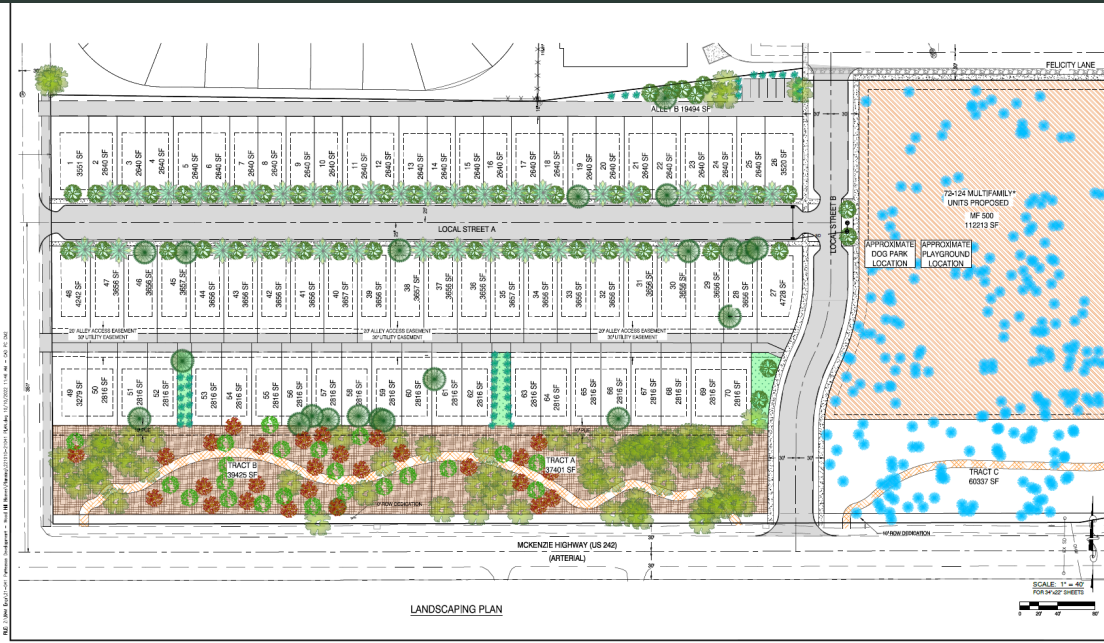 FELICITY LANE
ALLEY B 19494 SF
1
3551 SF
2
2640 SF
3
2640 SF
4
2640 SF
5
2640 SF
6
2640 SF
7
2640 SF
8
2640 SF
9
2640 SF
10
2640 SF
11
2640 SF
12
2640 SF
13
2640 SF
14
2640 SF
15
2640 SF
16
2640 SF
17
2640 SF
18
2640 SF
19
2640 SF
20
2640 SF
21
2640 SF
22
2640 SF
23
2640 SF
24
2640 SF
25
2640 SF
26
3520 SF
72-124 MULTIFAMILY*
UNITS PROPOSED
MF 500
112213 SF
LOCAL STREET A
LOCAL STREET B
APPROXIMATE
DOG PARK
LOCATION
APPROXIMATE
PLAYGROUND
LOCATION
48
4242 SF
47
3656 SF
46
3656 SF
45
3657 SF
44
3656 SF
43
3656 SF
42
3656 SF
41
3656 SF
40
3657 SF
39
3656 SF
38
3657 SF
37
3656 SF
36
3656 SF
35
3657 SF
34
3656 SF
33
3656 SF
32
3656 SF
31
3656 SF
30
3656 SF
29
3656 SF
28
3656 SF
27
4728 SF
20' ALLEY ACCESS EASEMENT
30' UTILITY EASEMENT
20' ALLEY ACCESS EASEMENT
30' UTILITY EASEMENT
20' ALLEY ACCESS EASEMENT
30' UTILITY EASEMENT
49
3279 SF
50
2816 SF
51
2816 SF
52
2816 SF
53
2816 SF
54
2816 SF
55
2816 SF
56
2816 SF
57
2816 SF
58
2816 SF
59
2816 SF
60
2816 SF
61
2816 SF
62
2816 SF
63
2816 SF
64
2816 SF
65
2816 SF
66
2816 SF
67
2816 SF
68
2816 SF
69
2816 SF
70
2816 SF
TRACT B
39425 SF
TRACT A
37401 SF
TRACT C
60337 SF
ROW DEDICATION
10' ROW DEDICATION
MCKENZIE HIGHWAY (US 242)
(ARTERIAL)
30'
30'
LANDSCAPING PLAN
SCALE: 1" = 40'
FOR 34"x22" SHEETS
0 20' 40' 80'